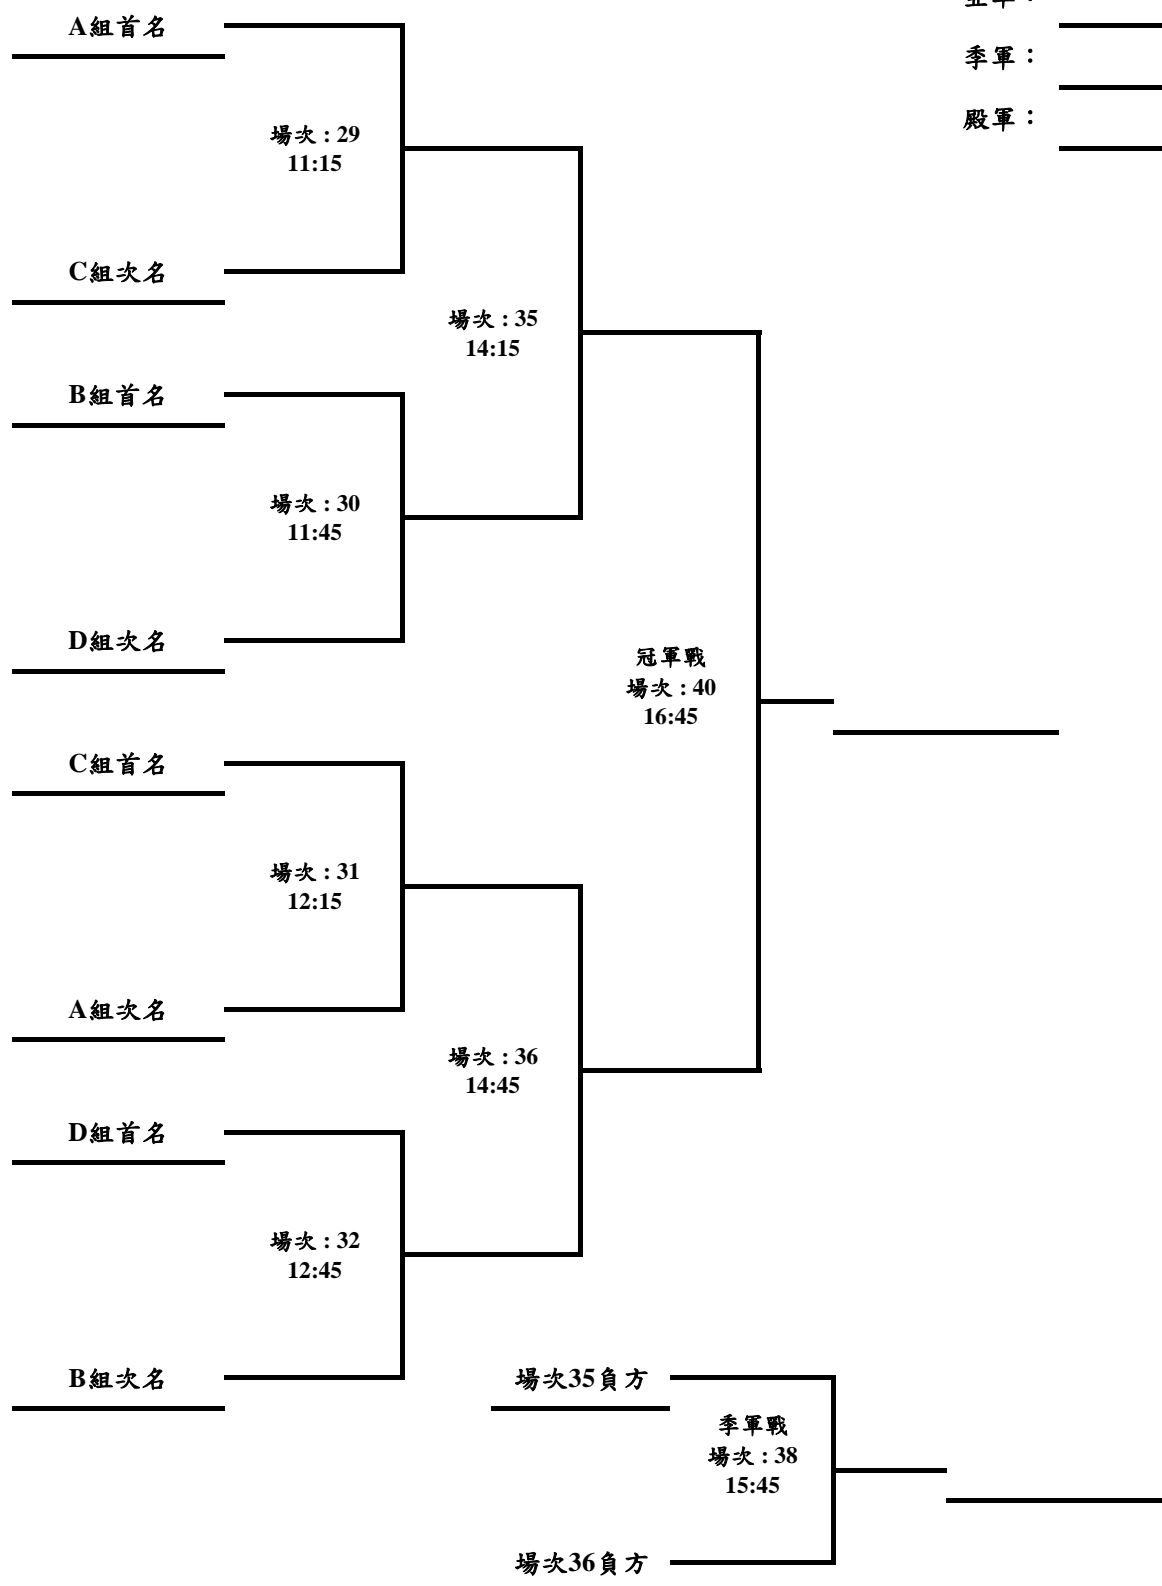 A組首名
季軍：
殿軍：
場次 : 29
11:15
C組次名
場次 : 35
14:15
B組首名
場次 : 30
11:45
D組次名
冠軍戰
場次 : 40
16:45
C組首名
場次 : 31
12:15
A組次名
場次 : 36
14:45
D組首名
場次 : 32
12:45
B組次名
場次35負方
季軍戰
場次 : 38
15:45
場次36負方